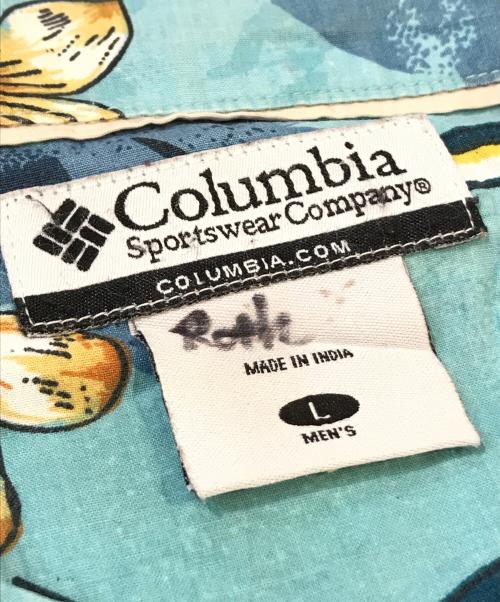 Columbia
Sportswear Company®
COLUMBIA.COM
MADE IN INDIA
L
MEN'S